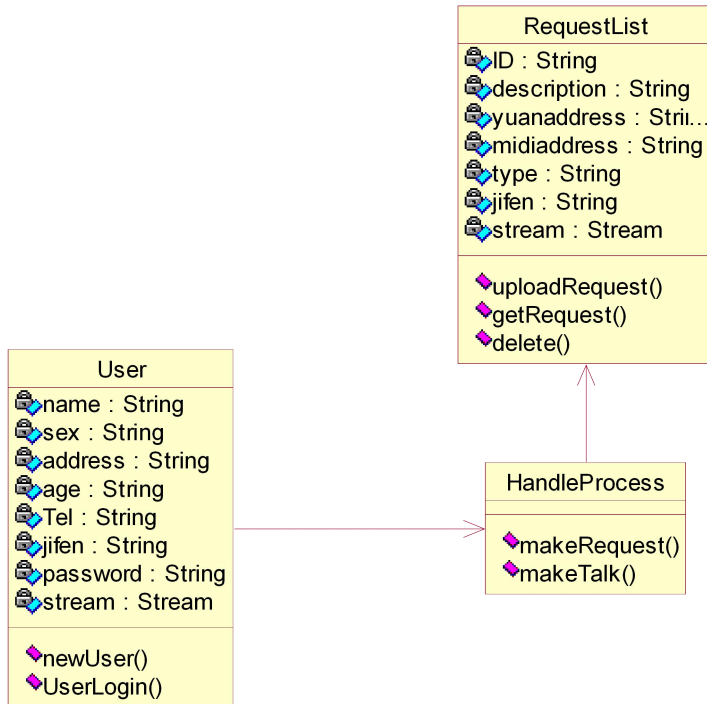 RequestList
ID : String
description : String
yuanaddress : Strii...
midiaddress : String
type : String
jifen : String
stream : Stream
uploadRequest()
getRequest()
delete()
User
name : String
sex : String
address : String
age : String
Tel : String
jifen : String
password : String
stream : Stream
newUser()
UserLogin()
HandleProcess
makeRequest()
makeTalk()